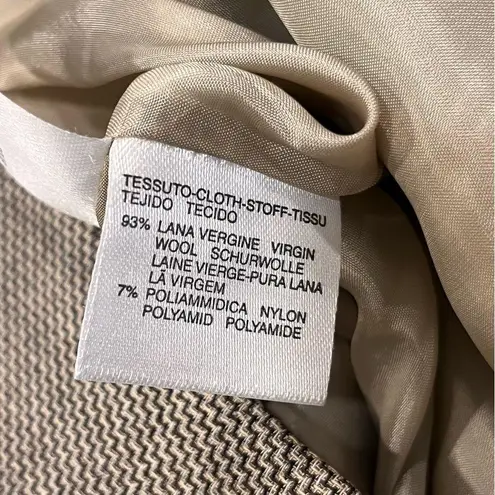 TESSUTO-CLOTH-STOFF-TISSU
TEJIDO TECIDO
93% LANA VERGINE VIRGIN
WOOL SCHURWOLLE
LAINE VIERGE-PURA LANA
LÃ VIRGEM
7% POLIAMMIDICA NYLON
POLYAMID POLYAMIDE